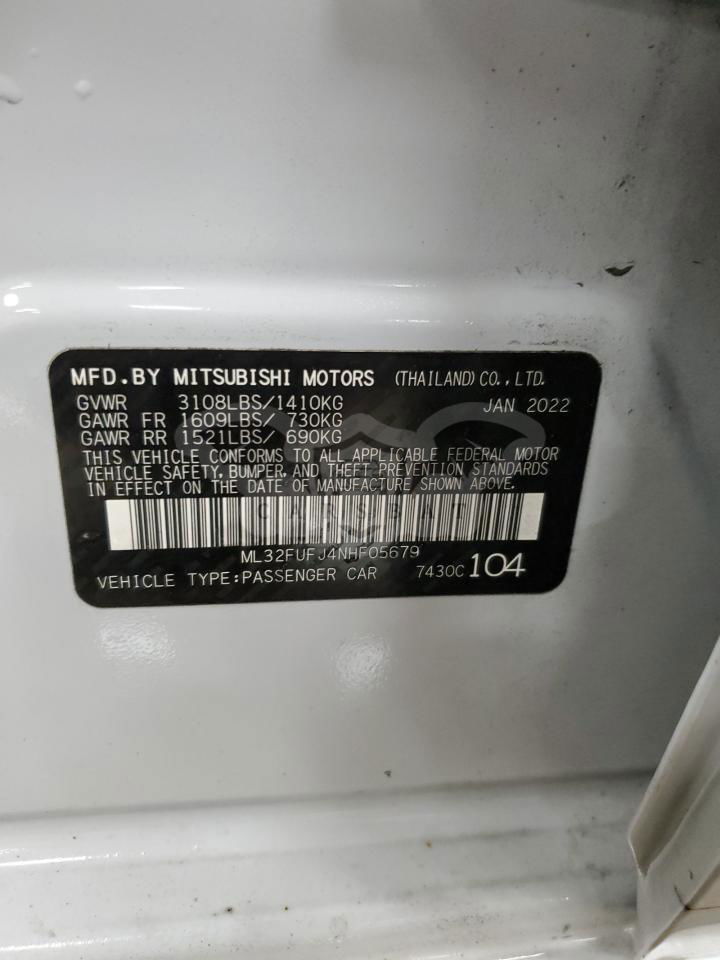 MFD.BY MITSUBISHI MOTORS (THAILAND) CO., LTD.
GVWR 3108LBS/1410KG JAN 2022
GAWR FR 1609LBS/ 730KG
GAWR RR 1521LBS/ 690KG
THIS VEHICLE CONFORMS TO ALL APPLICABLE FEDERAL MOTOR
VEHICLE SAFETY, BUMPER, AND THEFT PREVENTION STANDARDS
IN EFFECT ON THE DATE OF MANUFACTURE SHOWN ABOVE.
CARSBAT
ML32FUFJ4NHF05679
VEHICLE TYPE:PASSENGER CAR 7430C 104